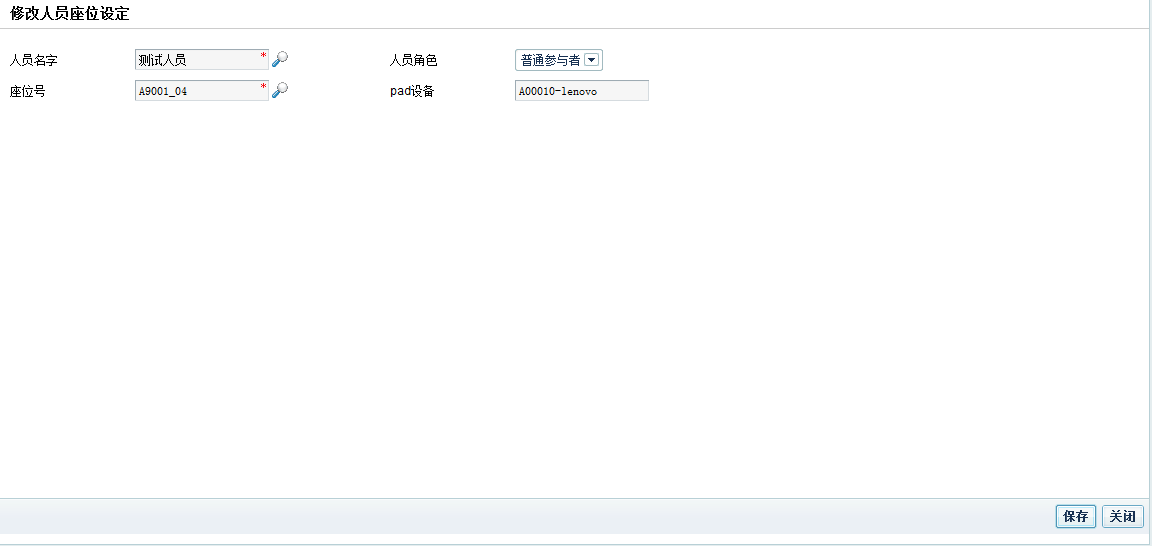 修改人员座位设定
人员名字 测试人员 * 人员角色 普通参与者
座位号 A9001_04 * pad设备 A00010-lenovo
保存 关闭